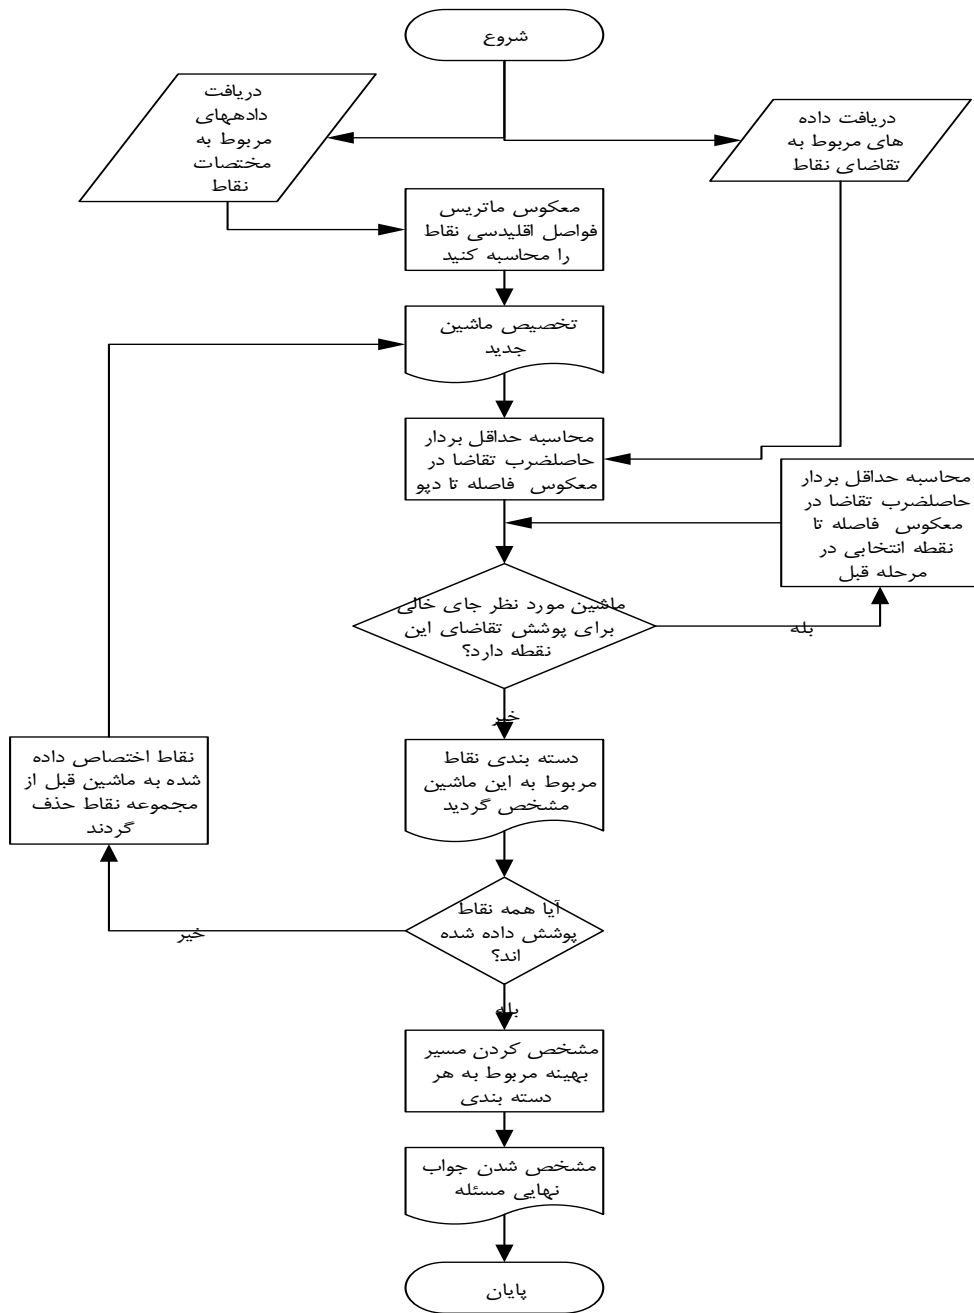 شروع
دریافت
دادههای
مربوط به
مختصات
نقاط
دریافت داده
های مربوط به
تقاضای نقاط
معکوس ماتریس
فواصل اقلیدسی نقاط
را محاسبه کنید
تخصیص ماشین
جدید
محاسبه حداقل بردار
حاصلضرب تقاضا در
معکوس فاصله تا دپو
محاسبه حداقل بردار
حاصلضرب تقاضا در
معکوس فاصله تا
نقطه انتخابی در
مرحله قبل
ماشین مورد نظر جای خالی
برای پوشش تقاضای این
نقطه دارد؟
بله
خیر
دسته بندی نقاط
مربوط به این ماشین
مشخص گردید
نقاط اختصاص داده
شده به ماشین قبل از
مجموعه نقاط حذف
گردند
آیا همه نقاط
پوشش داده شده
اند؟
خیر
بله
مشخص کردن مسیر
بهینه مربوط به هر
دسته بندی
مشخص شدن جواب
نهایی مسئله
پایان